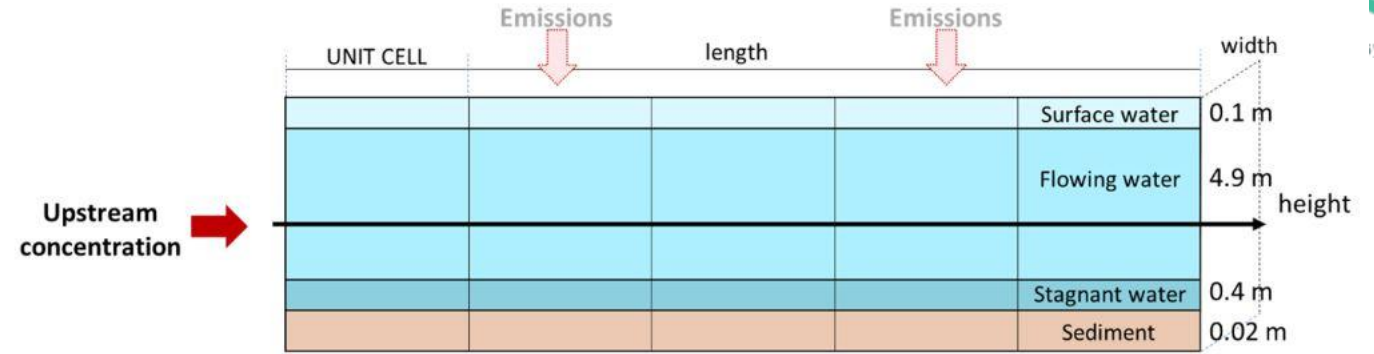 Emissions
Emissions
UNIT CELL
length
width
Surface water
0.1 m
Flowing water
4.9 m
height
Upstream
concentration
Stagnant water
0.4 m
Sediment
0.02 m